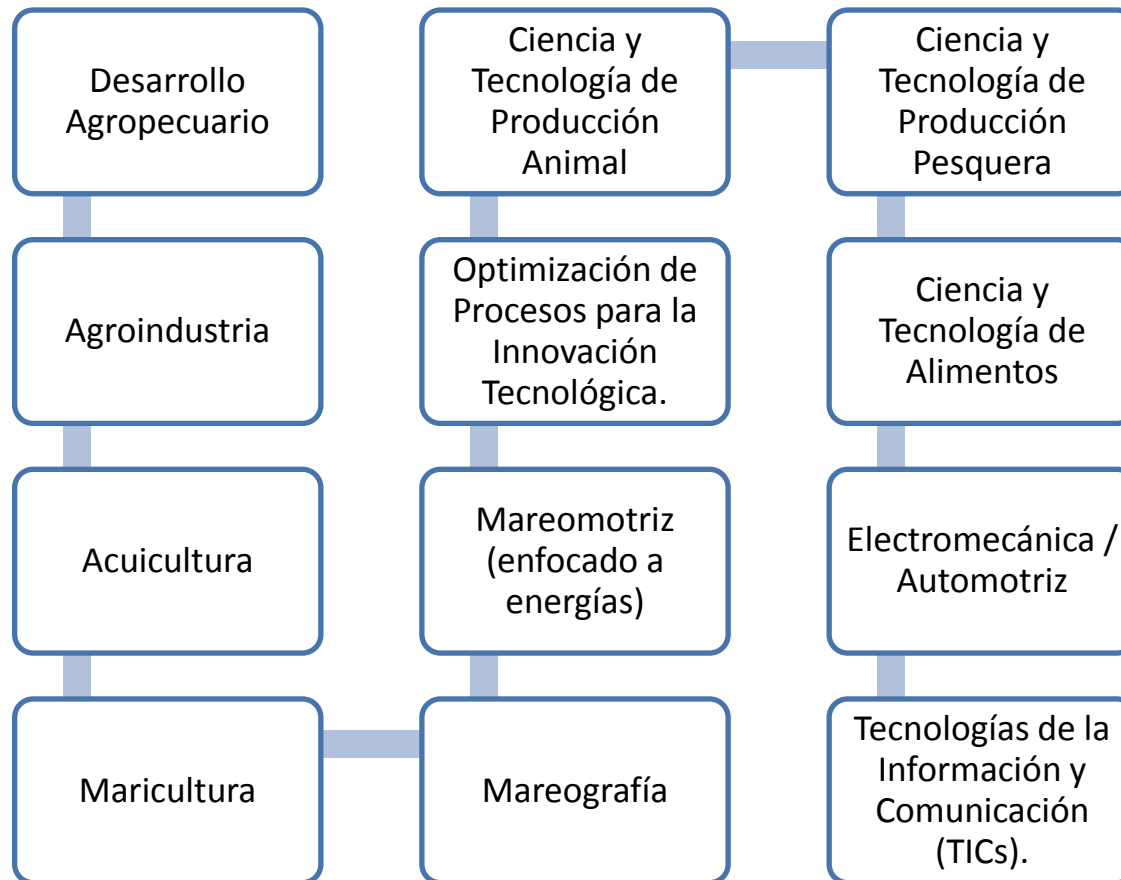 Desarrollo
Agropecuario
Agroindustria
Acuicultura
Maricultura
Mareografía
Mareomotriz
(enfocado a
energías)
Optimización de
Procesos para la
Innovación
Tecnológica.
Ciencia y
Tecnología de
Producción
Animal
Ciencia y
Tecnología de
Producción
Pesquera
Ciencia y
Tecnología de
Alimentos
Electromecánica /
Automotriz
Tecnologías de la
Información y
Comunicación
(TICs).